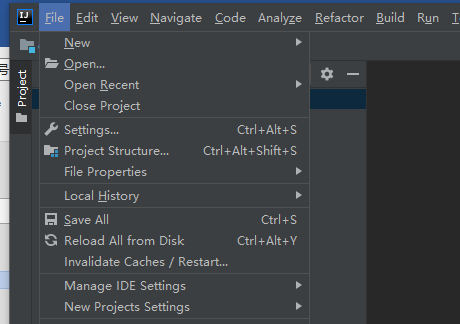 IJ File Edit View Navigate Code Analyze Refactor Build Run
New
号
Open...
Project
Open Recent
Close Project
Settings... Ctrl+Alt+S
Project Structure... Ctrl+Alt+Shift+S
File Properties
Local History
Save All Ctrl+S
Reload All from Disk Ctrl+Alt+Y
Invalidate Caches / Restart...
Manage IDE Settings
New Projects Settings